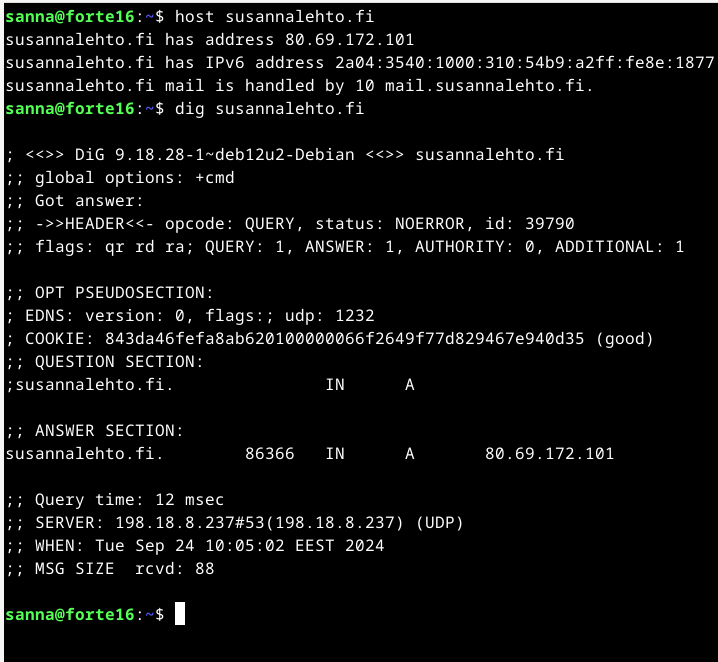 sanna@forte16:~$ host susannalehto.fi
susannalehto.fi has address 80.69.172.101
susannalehto.fi has IPv6 address 2a04:3540:1000:310:54b9:a2ff:fe8e:1877
susannalehto.fi mail is handled by 10 mail.susannalehto.fi.
sanna@forte16:~$ dig susannalehto.fi

; <<>> DiG 9.18.28-1~deb12u2-Debian <<>> susannalehto.fi
;; global options: +cmd
;; Got answer:
;; ->>HEADER<<- opcode: QUERY, status: NOERROR, id: 39790
;; flags: qr rd ra; QUERY: 1, ANSWER: 1, AUTHORITY: 0, ADDITIONAL: 1

;; OPT PSEUDOSECTION:
; EDNS: version: 0, flags:; udp: 1232
; COOKIE: 843da46fefa8ab620100000066f2649f77d829467e940d35 (good)
;; QUESTION SECTION:
;susannalehto.fi.               IN      A

;; ANSWER SECTION:
susannalehto.fi.        86366   IN      A       80.69.172.101

;; Query time: 12 msec
;; SERVER: 198.18.8.237#53(198.18.8.237) (UDP)
;; WHEN: Tue Sep 24 10:05:02 EEST 2024
;; MSG SIZE  rcvd: 88

sanna@forte16:~$